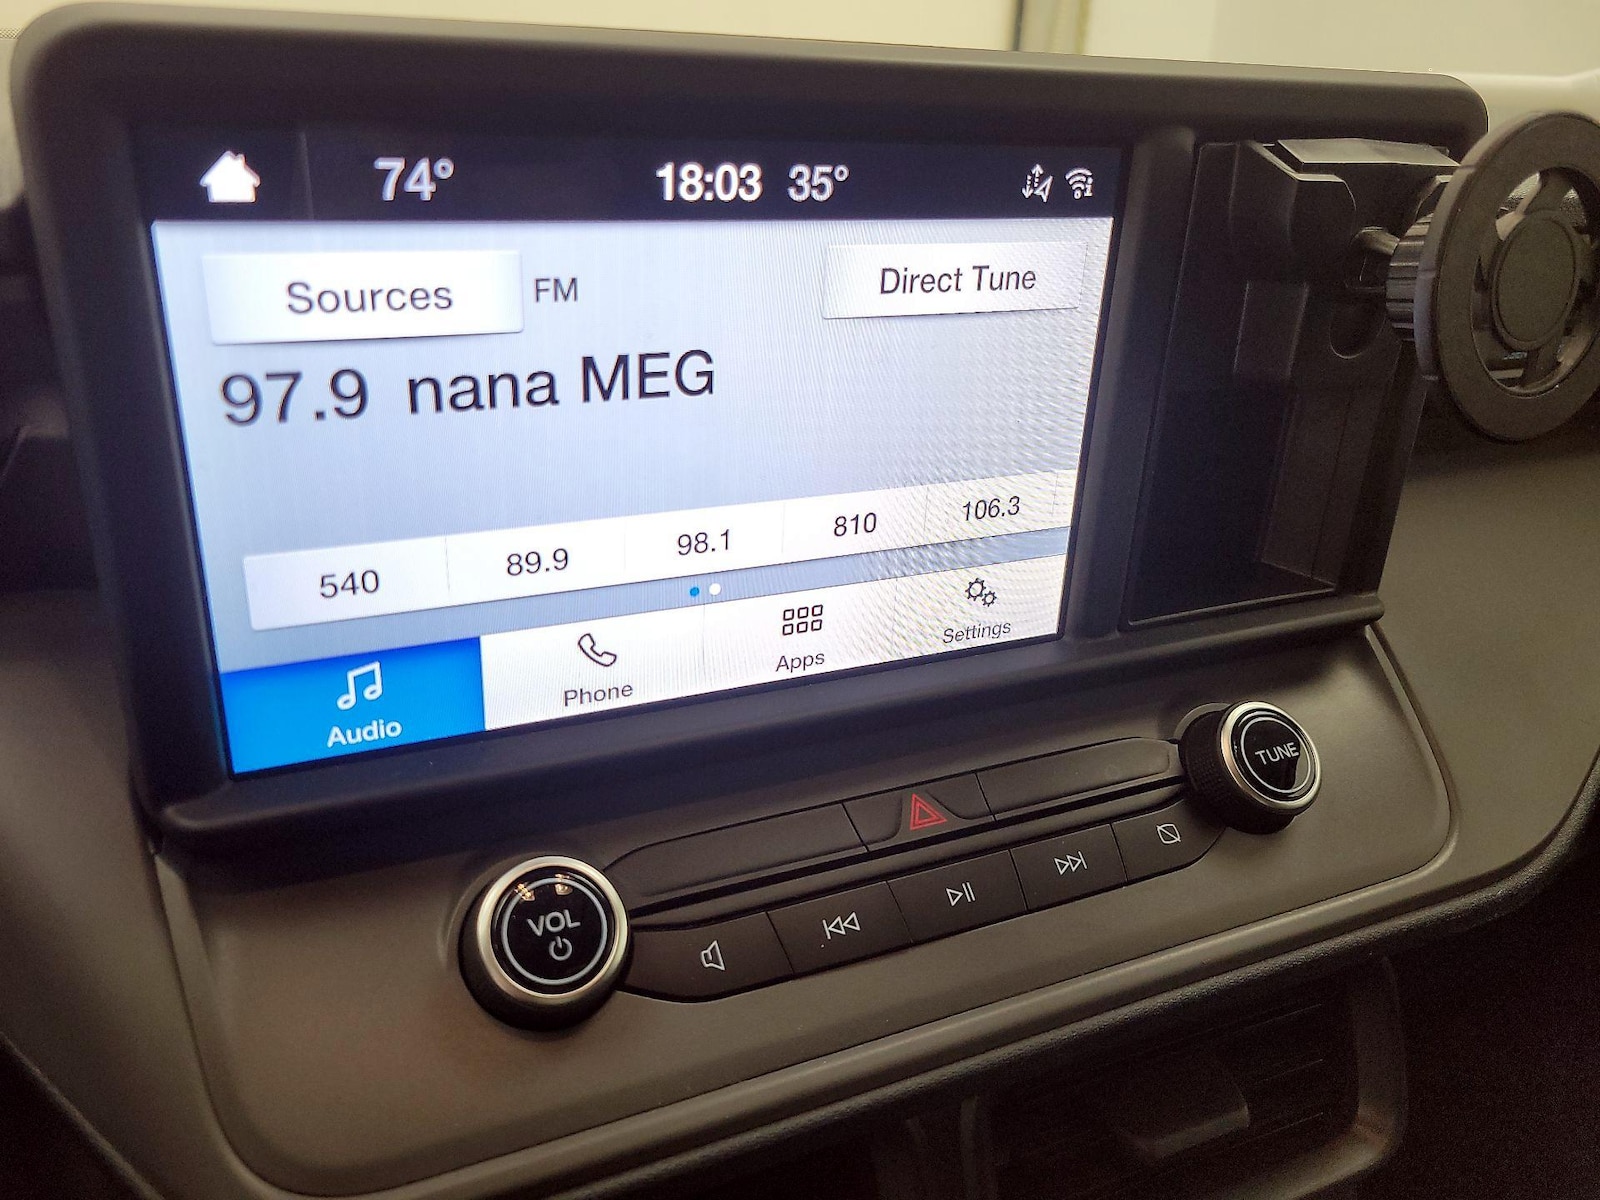 74° 18:03 35°
Sources FM Direct Tune
97.9 nana MEG
540 89.9 98.1 810 106.3
Audio Phone Apps Settings
TUNE
VOL